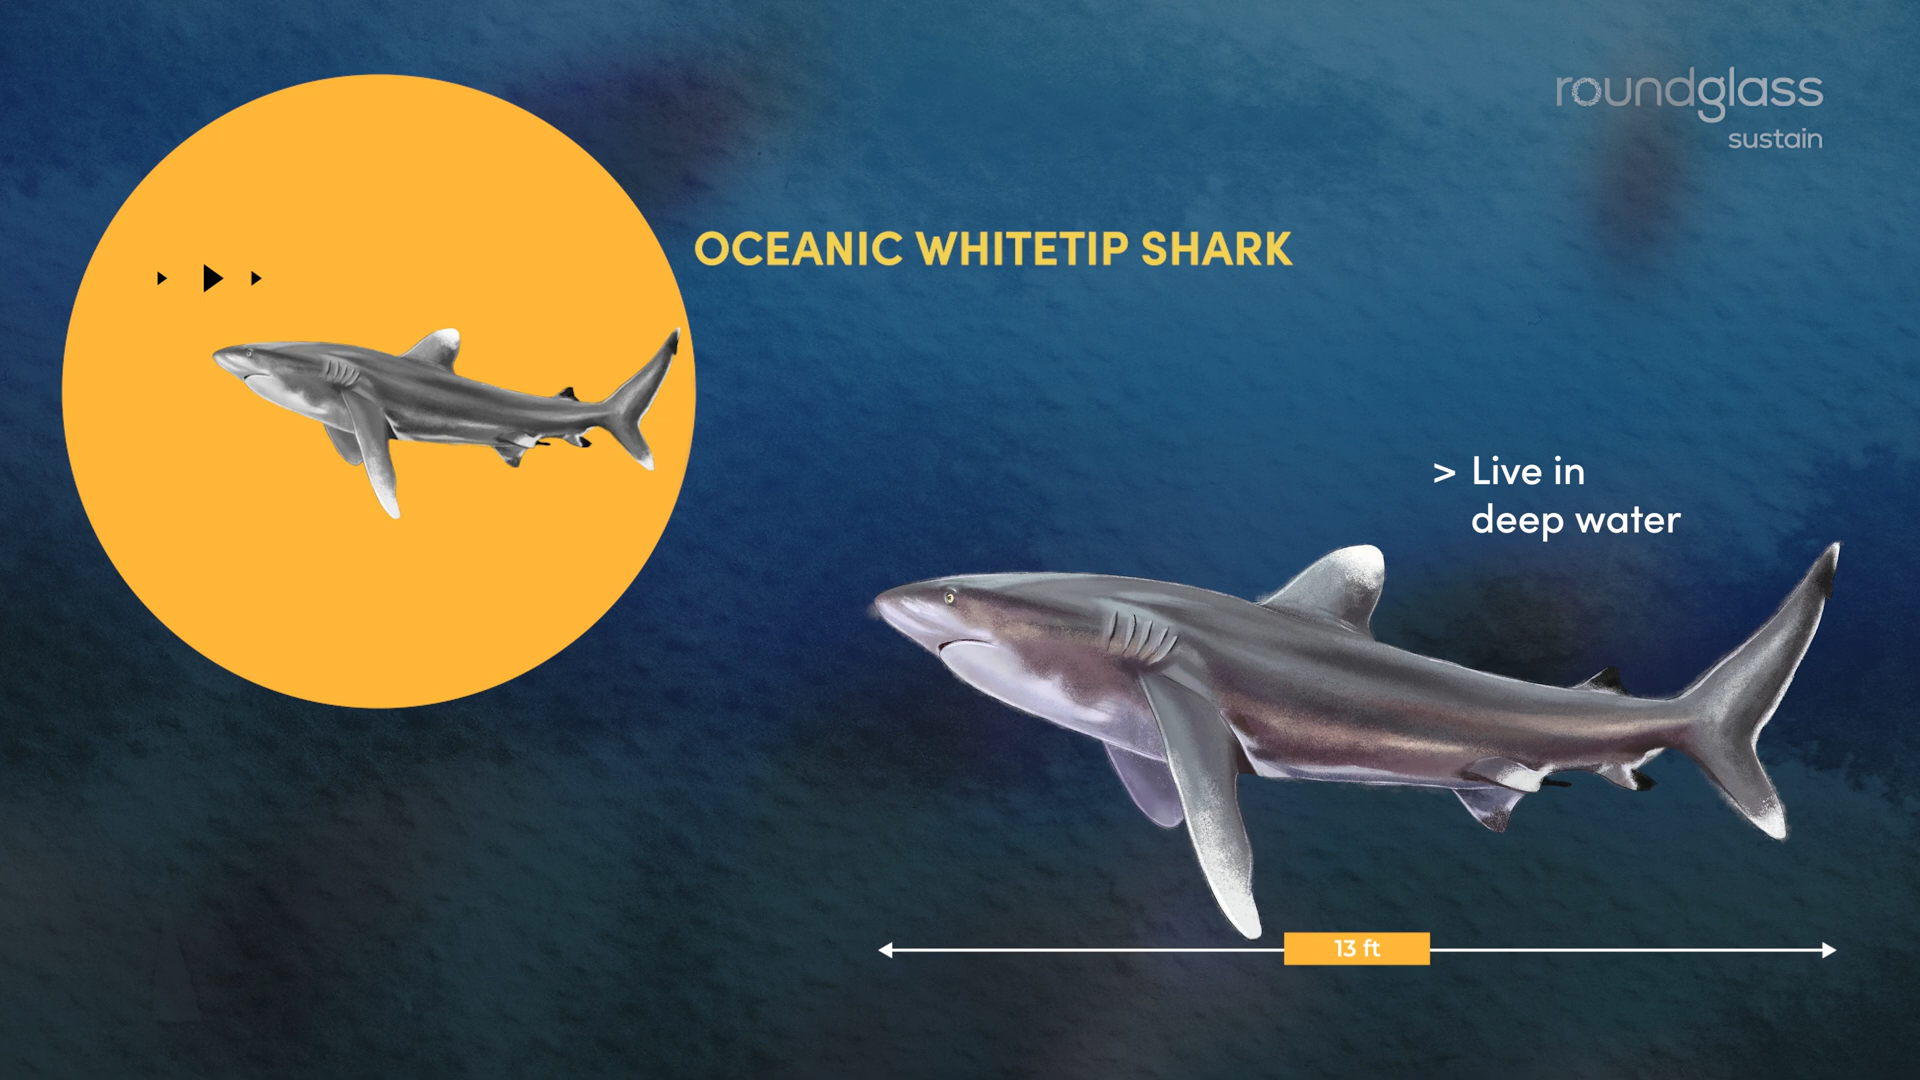 roundglass
sustain
OCEANIC WHITETIP SHARK
> Live in
deep water
13 ft